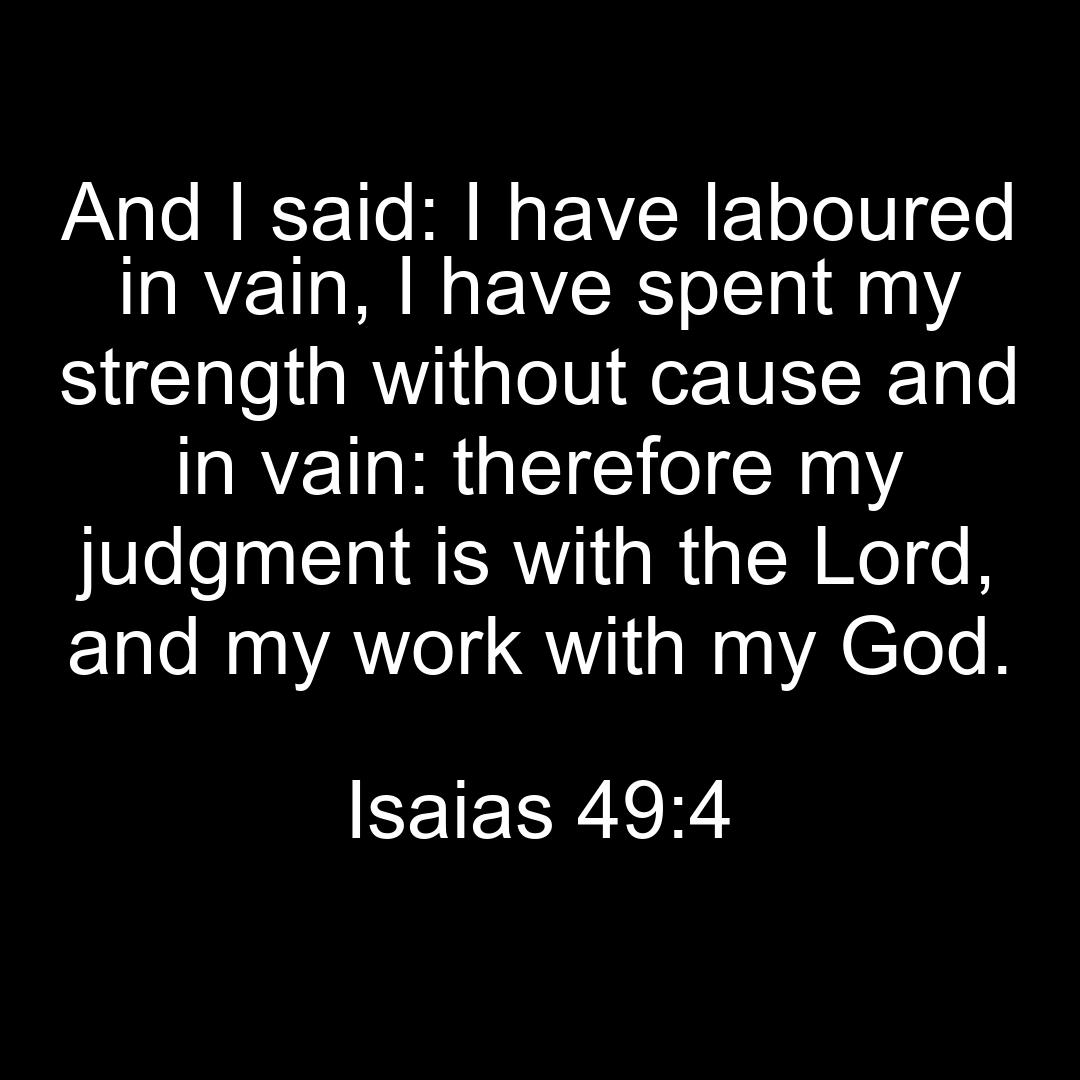 And I said: I have laboured
in vain, I have spent my
strength without cause and
in vain: therefore my
judgment is with the Lord,
and my work with my God.
Isaias 49:4